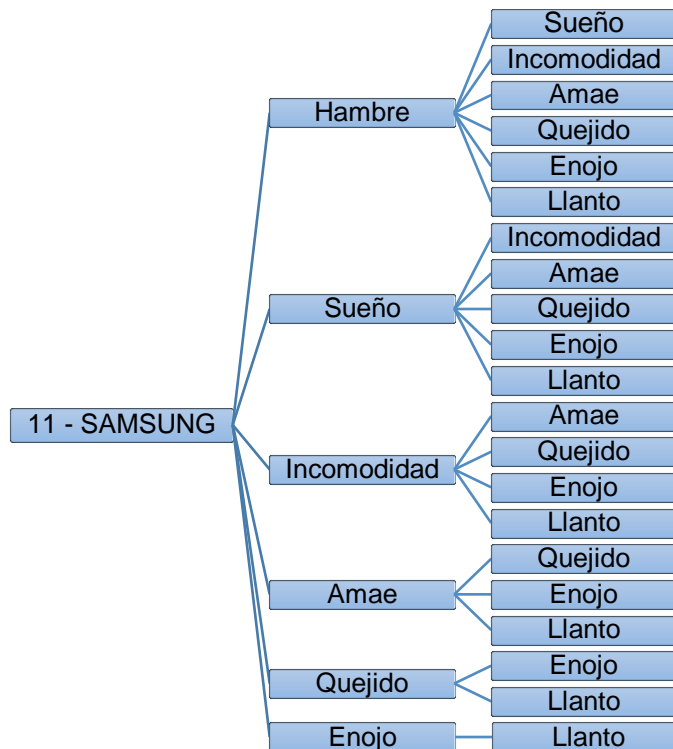 11 - SAMSUNG
Hambre
Sueño
Incomodidad
Amae
Quejido
Enojo
Llanto
Sueño
Incomodidad
Amae
Quejido
Enojo
Llanto
Incomodidad
Amae
Quejido
Enojo
Llanto
Amae
Quejido
Enojo
Llanto
Quejido
Enojo
Llanto
Enojo
Llanto